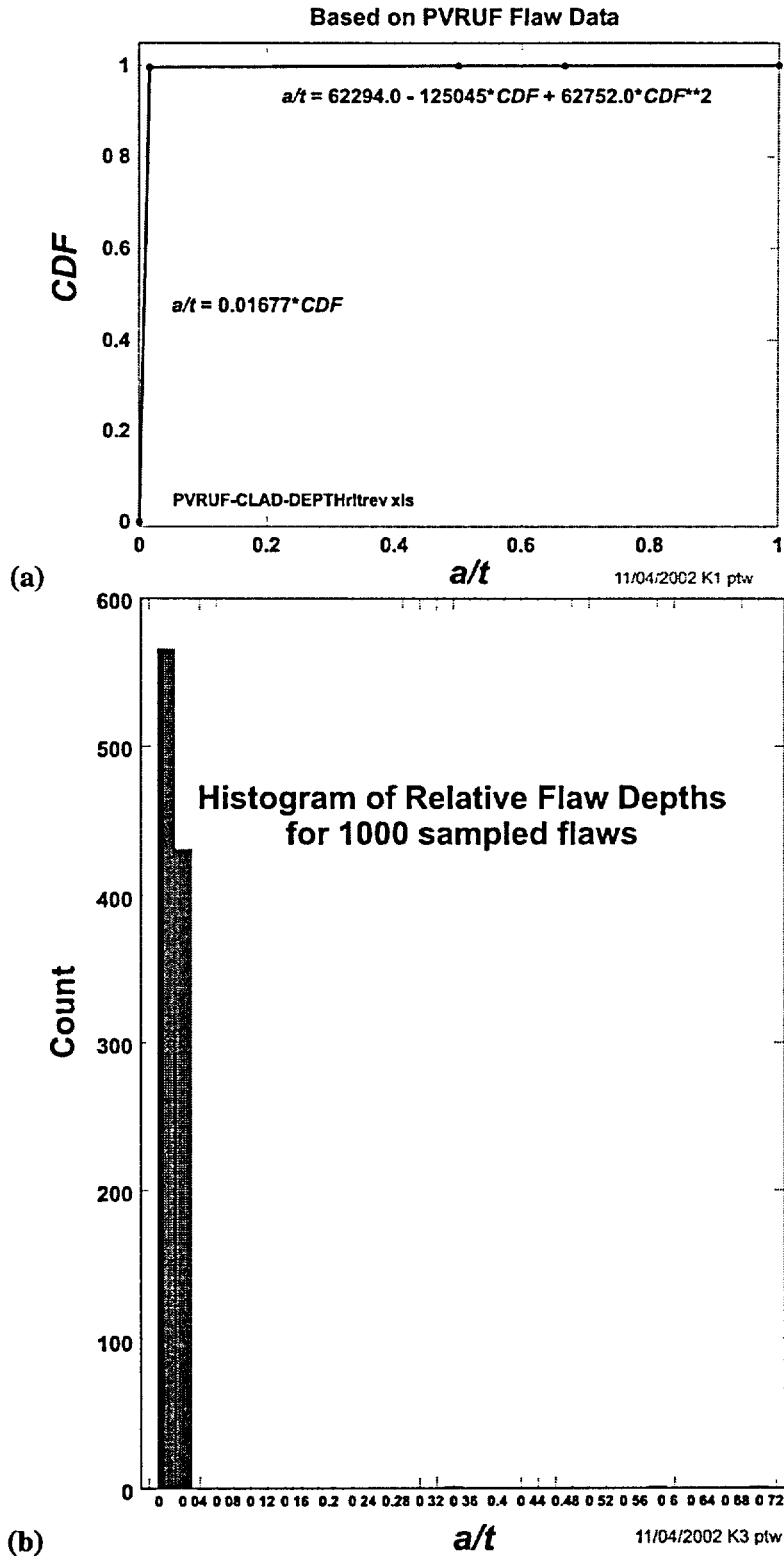 Based on PVRUF Flaw Data
1
a/t = 62294.0 - 125045*CDF + 62752.0*CDF**2
0 8
0.6
CDF
a/t = 0.01677*CDF
0.4
0.2
PVRUF-CLAD-DEPTHrltrev xls
0
0 0.2 0.4 0.6 0.8 1
(a)
a/t
11/04/2002 K1 ptw
600
500
Histogram of Relative Flaw Depths
for 1000 sampled flaws
400
Count
300
200
100
0
0 0 04 0 08 0 12 0 16 0.2 0 24 0.28 0 32 0 36 0.4 0 44 0.48 0 52 0 56 0 6 0 64 0 68 0 72
(b)
a/t
11/04/2002 K3 ptw